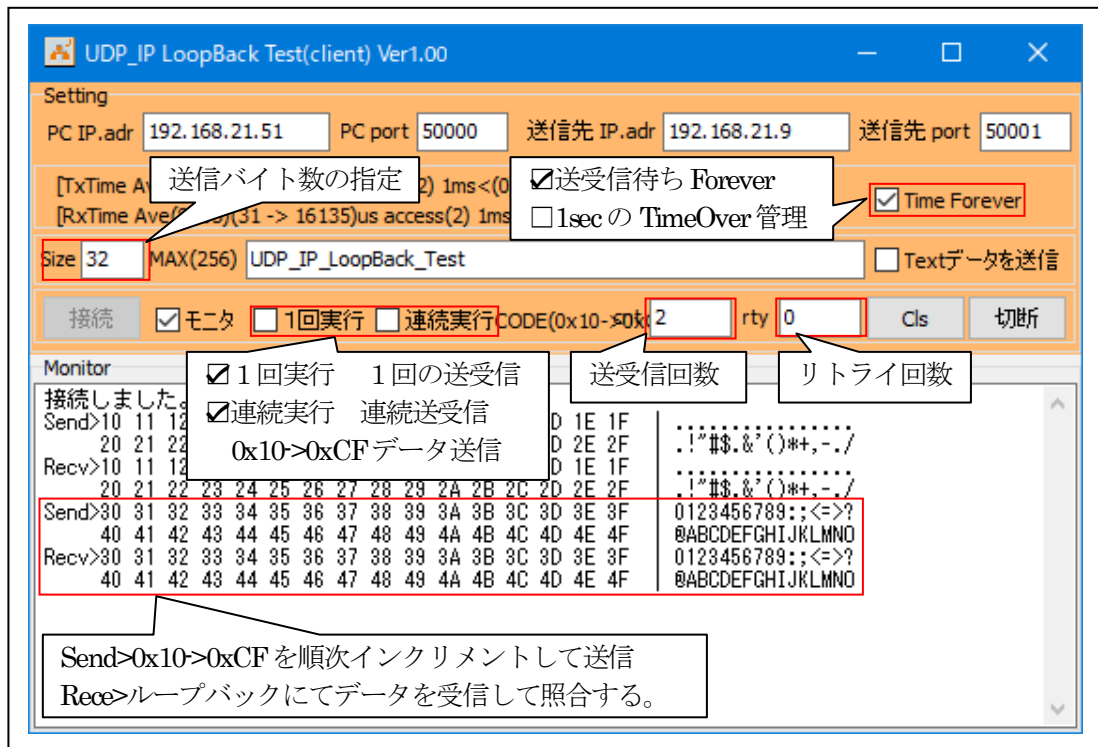 UDP_IP LoopBack Test(client) Ver1.00
Setting
PC IP.adr 192.168.21.51 PC port 50000 送信先 IP.adr 192.168.21.9 送信先 port 50001
送信バイト数の指定
☑送受信待ち Forever
□1sec の TimeOver 管理
[TxTime 2) 1ms<(0
[RxTime Ave (31 -> 16135)us access(2) 1ms
Time Forever
Size 32 MAX(256) UDP_IP_LoopBack_Test Textデータを送信
接続 モニタ 1回実行 連続実行 CODE(0x10-> 2 rty 0 Cls 切断
☑１回実行 １回の送受信
☑連続実行 連続送受信
0x10->0xCF データ送信
送受信回数
リトライ回数
Monitor
接続しました。
Send>10 11 12 D 1E 1F ................
20 21 22 D 2E 2F .!"#$.&'()*+,-./
Recv>10 11 12 D 1E 1F ................
20 21 22 23 24 25 26 27 28 29 2A 2B 2C 2D 2E 2F .!"#$.&'()*+,-./
Send>30 31 32 33 34 35 36 37 38 39 3A 3B 3C 3D 3E 3F 0123456789:;<=>?
40 41 42 43 44 45 46 47 48 49 4A 4B 4C 4D 4E 4F @ABCDEFGHIJKLMNO
Recv>30 31 32 33 34 35 36 37 38 39 3A 3B 3C 3D 3E 3F 0123456789:;<=>?
40 41 42 43 44 45 46 47 48 49 4A 4B 4C 4D 4E 4F @ABCDEFGHIJKLMNO
Send>0x10->0xCF を順次インクリメントして送信
Rece>ループバックにてデータを受信して照合する。